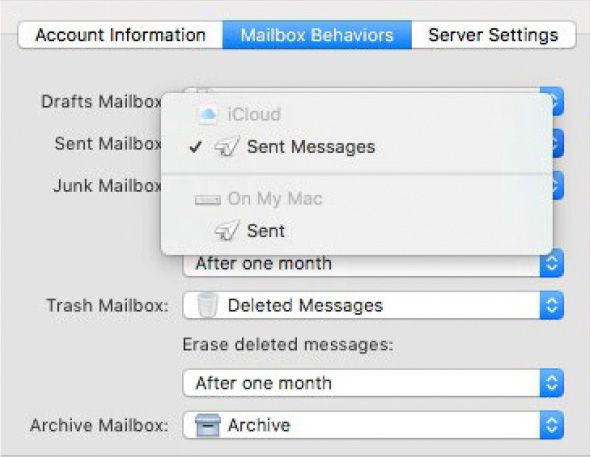 Account Information Mailbox Behaviors Server Settings
Drafts Mailbox
iCloud
Sent Mailbox ✓ Sent Messages
Junk Mailbox
On My Mac
Sent
After one month
Trash Mailbox: Deleted Messages
Erase deleted messages:
After one month
Archive Mailbox: Archive